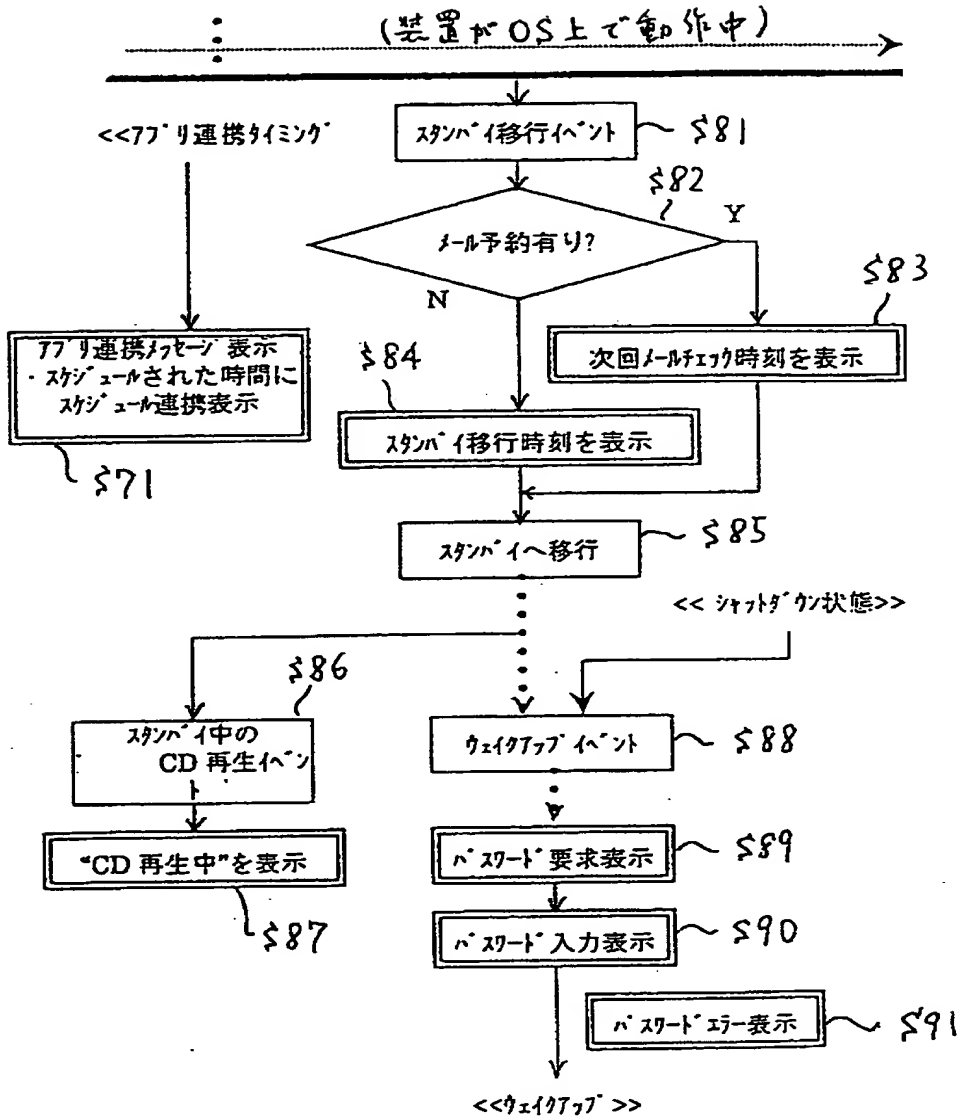 (装置がOS上で動作中)
<<アプリ連携タイミング
スタンバイ移行イベント
S81
S82
メール予約有り?
Y
N
S83
次回メールチェック時刻を表示
アプリ連携メッセージ表示
・スケジュールされた時間に
スケジュール連携表示
S71
S84
スタンバイ移行時刻を表示
スタンバイへ移行
S85
<< シャットダウン状態>>
S86
スタンバイ中の
CD 再生イベン
ト
"CD 再生中"を表示
S87
ウェイクアップイベント
S88
パスワード要求表示
S89
パスワード入力表示
S90
パスワードエラー表示
S91
<<ウェイクアップ>>